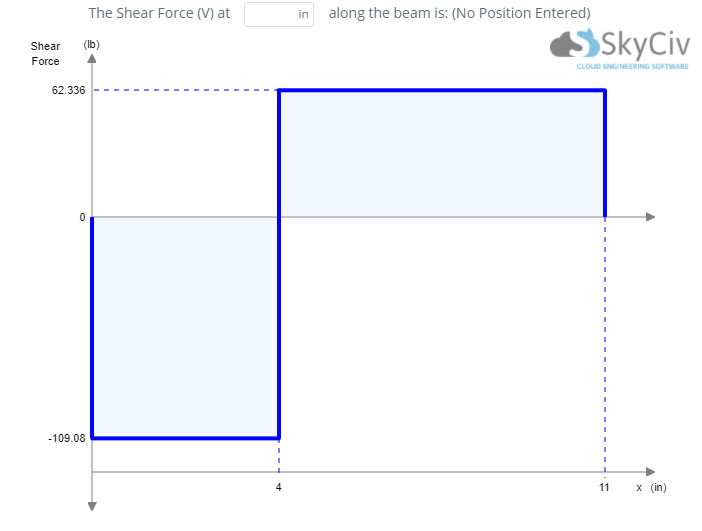 The Shear Force (V) at in along the beam is: (No Position Entered)
Shear (lb)
Force
SkyCiv
CLOUD ENGINEERING SOFTWARE
62.336
0
-109.08
4 11 x (in)